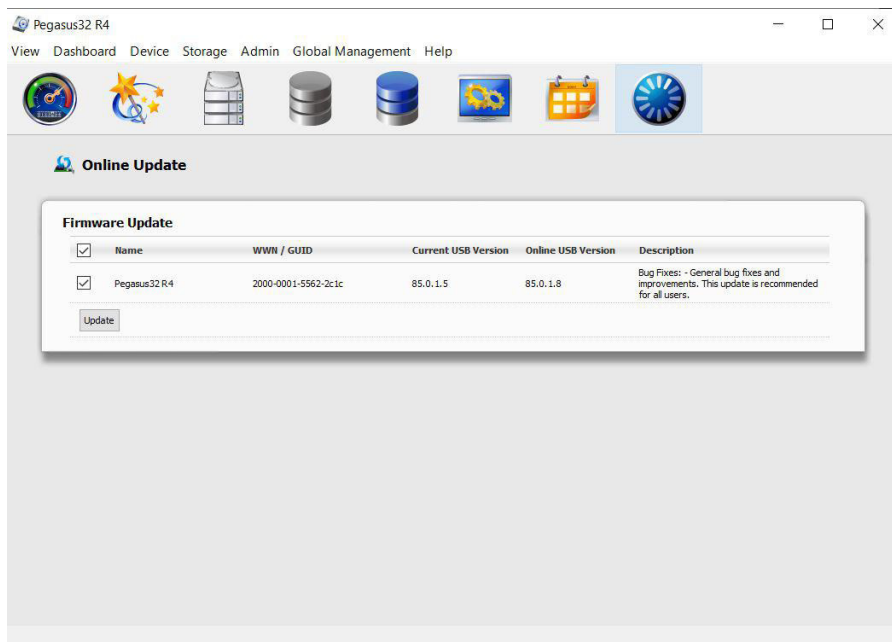 Pegasus32 R4
View Dashboard Device Storage Admin Global Management Help
Online Update
Firmware Update
Name WWN / GUID Current USB Version Online USB Version Description
Pegasus32 R4 2000-0001-5562-2c1c 85.0.1.5 85.0.1.8 Bug Fixes: - General bug fixes and
improvements. This update is recommended
for all users.
Update